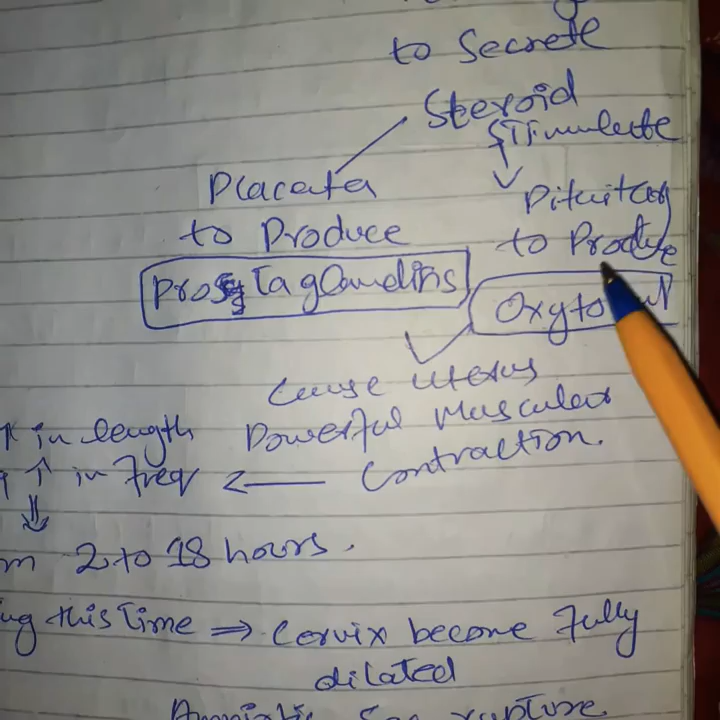 to Secrete
Steroid
Stimulate
Placenta
Pituitary
to Produce
to Produce
Prostaglandins
Cause uterus
in length Powerful Muscular
↑ in freq ← Contraction.
⇓
2 to 18 hours.
this Time ⇒ Cervix become fully
dilated
rupture